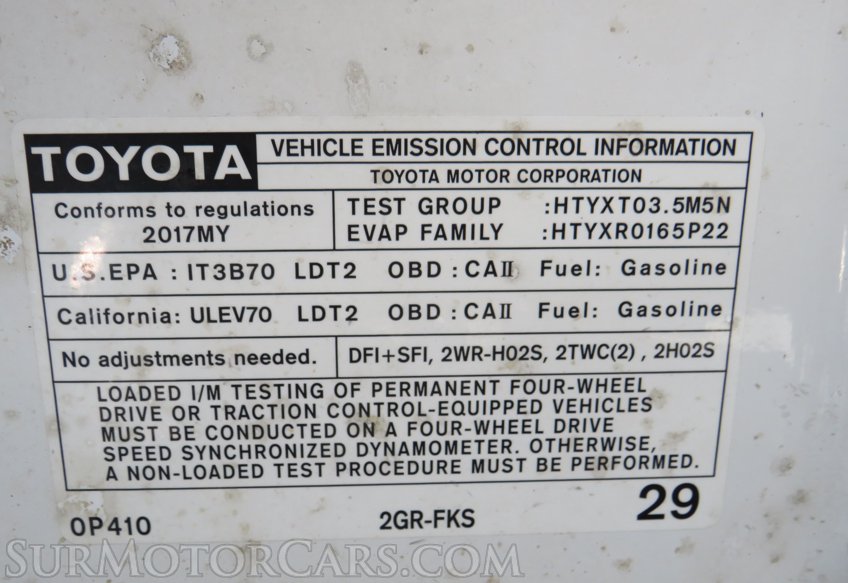 TOYOTA VEHICLE EMISSION CONTROL INFORMATION
TOYOTA MOTOR CORPORATION
Conforms to regulations
2017MY
TEST GROUP :HTYXT03.5M5N
EVAP FAMILY :HTYXR0165P22
U.S.EPA : IT3B70 LDT2 OBD : CAⅡ Fuel: Gasoline
California: ULEV70 LDT2 OBD : CAⅡ Fuel: Gasoline
No adjustments needed. DFI+SFI, 2WR-HO2S, 2TWC(2) , 2HO2S
LOADED I/M TESTING OF PERMANENT FOUR-WHEEL
DRIVE OR TRACTION CONTROL-EQUIPPED VEHICLES
MUST BE CONDUCTED ON A FOUR-WHEEL DRIVE
SPEED SYNCHRONIZED DYNAMOMETER. OTHERWISE,
A NON-LOADED TEST PROCEDURE MUST BE PERFORMED.
0P410 2GR-FKS 29
SURMOTORCARS.COM